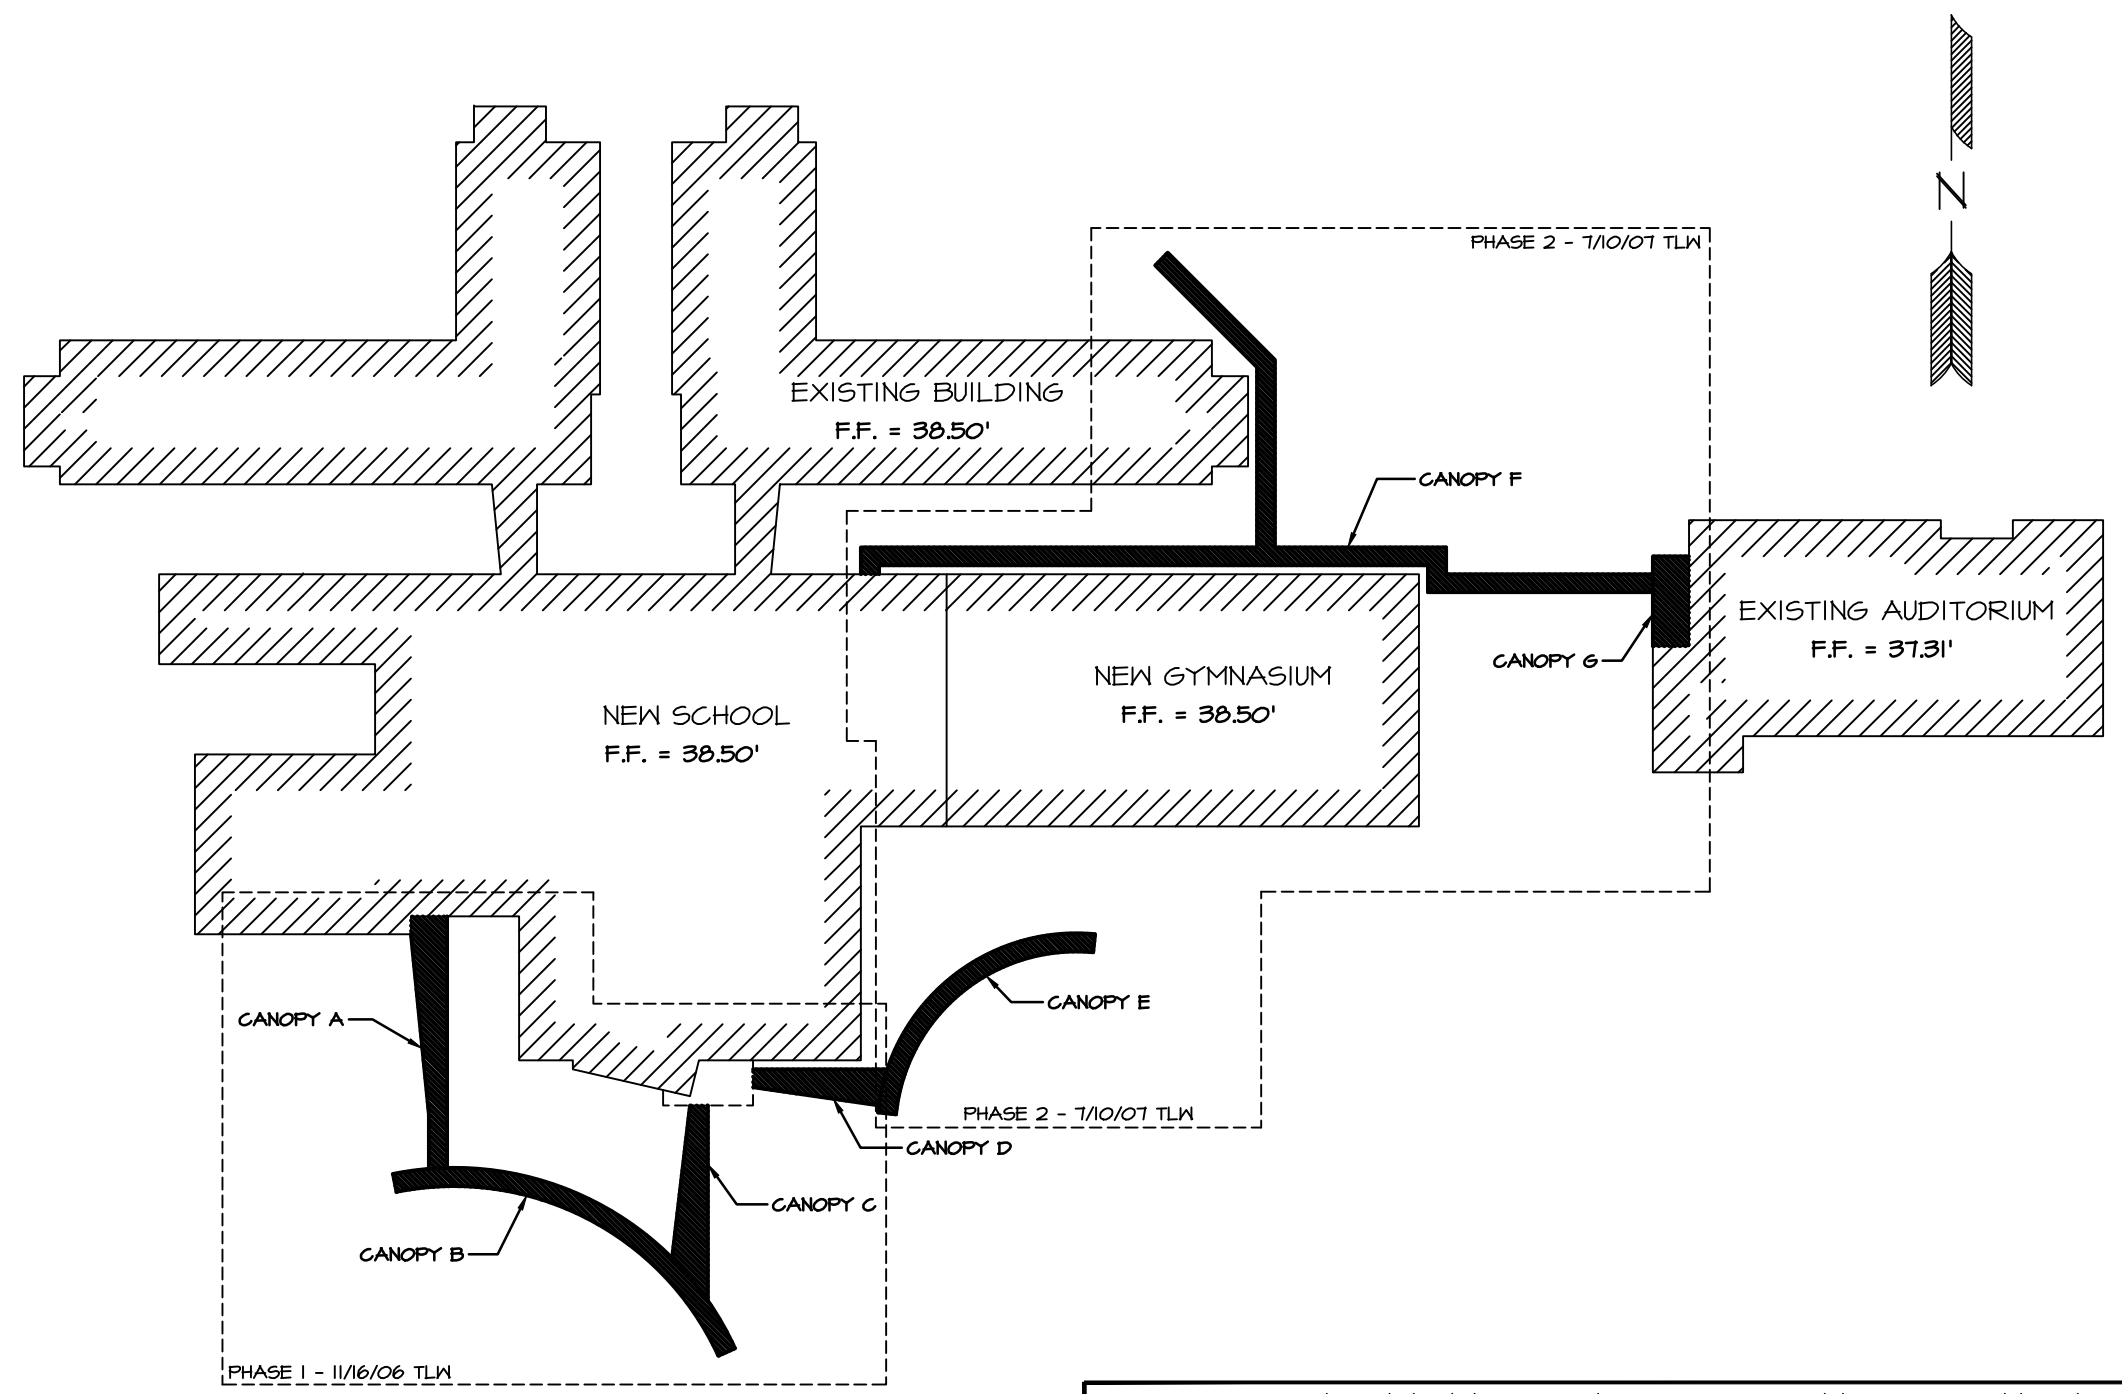 N
PHASE 2 - 7/10/07 TLW
EXISTING BUILDING
F.F. = 38.50'
CANOPY F
EXISTING AUDITORIUM
F.F. = 37.31'
CANOPY G
NEW GYMNASIUM
F.F. = 38.50'
NEW SCHOOL
F.F. = 38.50'
CANOPY E
CANOPY A
PHASE 2 - 7/10/07 TLW
CANOPY D
CANOPY C
CANOPY B
PHASE 1 - 11/16/06 TLW